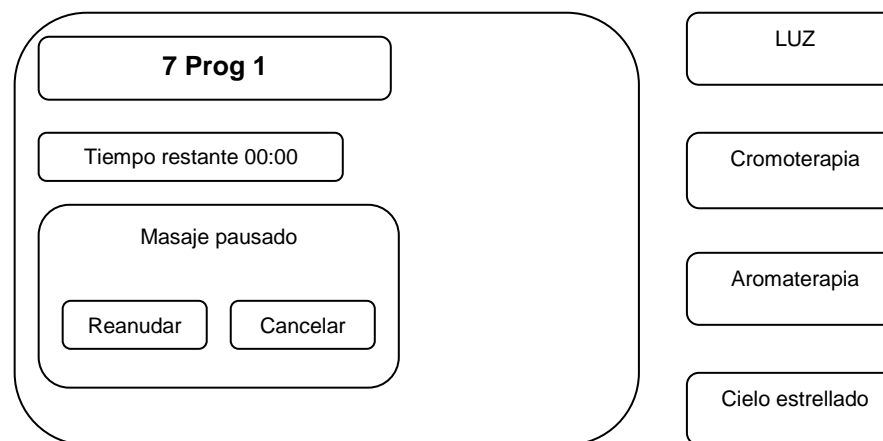 7 Prog 1
Tiempo restante 00:00
Masaje pausado
Reanudar
Cancelar
LUZ
Cromoterapia
Aromaterapia
Cielo estrellado